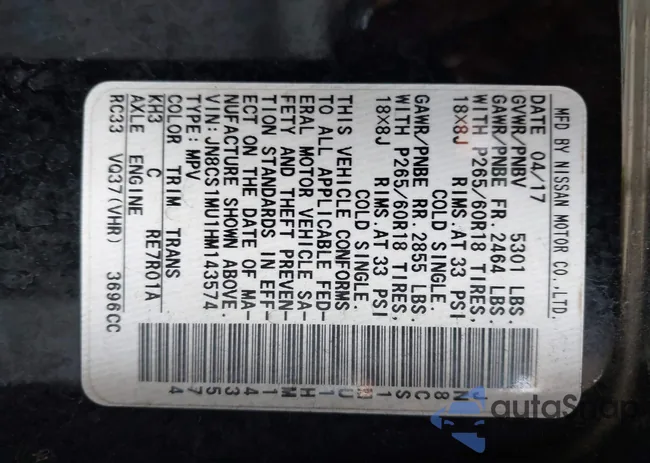 MFD BY NISSAN MOTOR CO.,LTD.
DATE 04/17
GVWR/PNBV 5301 LBS.
GAWR/PNBE FR. 2464 LBS.
WITH P265/60R18 TIRES,
18X8J RIMS.AT 33 PSI
COLD SINGLE.
GAWR/PNBE RR. 2855 LBS.
WITH P265/60R18 TIRES,
18X8J RIMS.AT 33 PSI
COLD SINGLE.
THIS VEHICLE CONFORMS
TO ALL APPLICABLE FED-
ERAL MOTOR VEHICLE SA-
FETY AND THEFT PREVEN-
TION STANDARDS IN EFF-
ECT ON THE DATE OF MA-
NUFACTURE SHOWN ABOVE.
VIN:JN8CS1MU1HM143574
TYPE:MPV
COLOR TRIM TRANS
KH3 C RE7R01A
AXLE ENGINE
RC33 VQ37(VHR) 3696CC
JN8CS1MU1HM143574
autoSnap